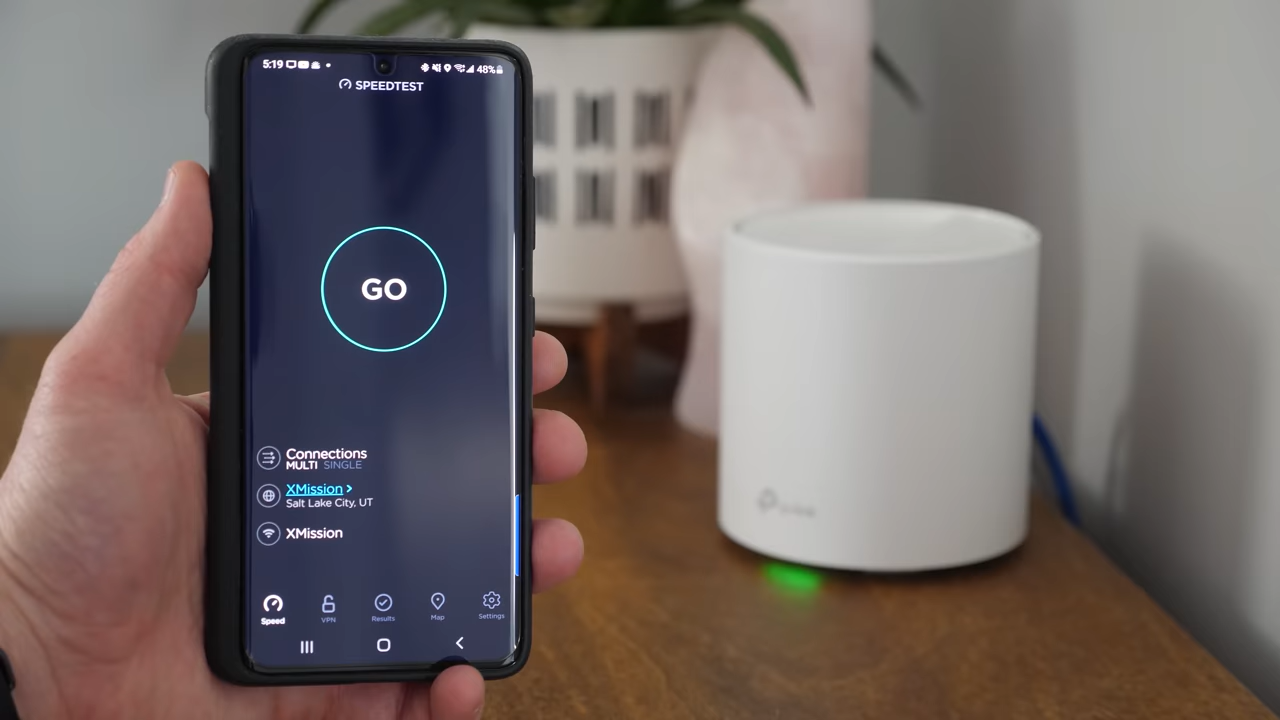 5:19 48%
SPEEDTEST
GO
Connections
MULTI SINGLE
XMission >
Salt Lake City, UT
XMission
Speed VPN Results Map Settings